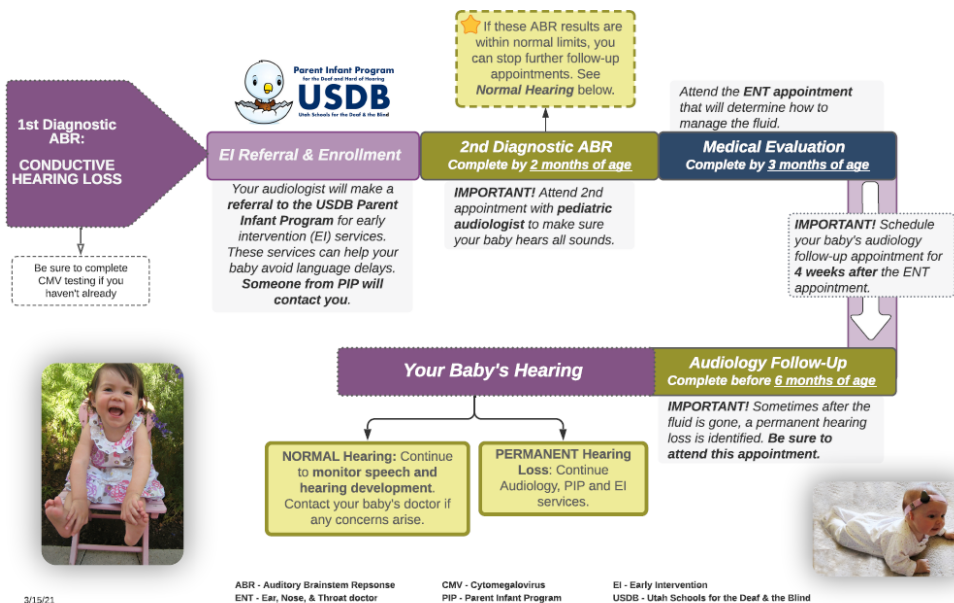 If these ABR results are
within normal limits, you
can stop further follow-up
appointments. See
Normal Hearing below.
Parent Infant Program
for the Deaf and Hard of Hearing
USDB
Utah Schools for the Deaf & the Blind
Attend the ENT appointment
that will determine how to
manage the fluid.
1st Diagnostic
ABR:
CONDUCTIVE
HEARING LOSS
EI Referral & Enrollment
2nd Diagnostic ABR
Complete by 2 months of age
Medical Evaluation
Complete by 3 months of age
Your audiologist will make a
referral to the USDB Parent
Infant Program for early
intervention (EI) services.
These services can help your
baby avoid language delays.
Someone from PIP will
contact you.
IMPORTANT! Attend 2nd
appointment with pediatric
audiologist to make sure
your baby hears all sounds.
IMPORTANT! Schedule
your baby's audiology
follow-up appointment for
4 weeks after the ENT
appointment.
Be sure to complete
CMV testing if you
haven't already
Your Baby's Hearing
Audiology Follow-Up
Complete before 6 months of age
IMPORTANT! Sometimes after the
fluid is gone, a permanent hearing
loss is identified. Be sure to
attend this appointment.
NORMAL Hearing: Continue
to monitor speech and
hearing development.
Contact your baby's doctor if
any concerns arise.
PERMANENT Hearing
Loss: Continue
Audiology, PIP and EI
services.
ABR - Auditory Brainstem Repsonse
ENT - Ear, Nose, & Throat doctor
CMV - Cytomegalovirus
PIP - Parent Infant Program
EI - Early Intervention
USDB - Utah Schools for the Deaf & the Blind
3/15/21